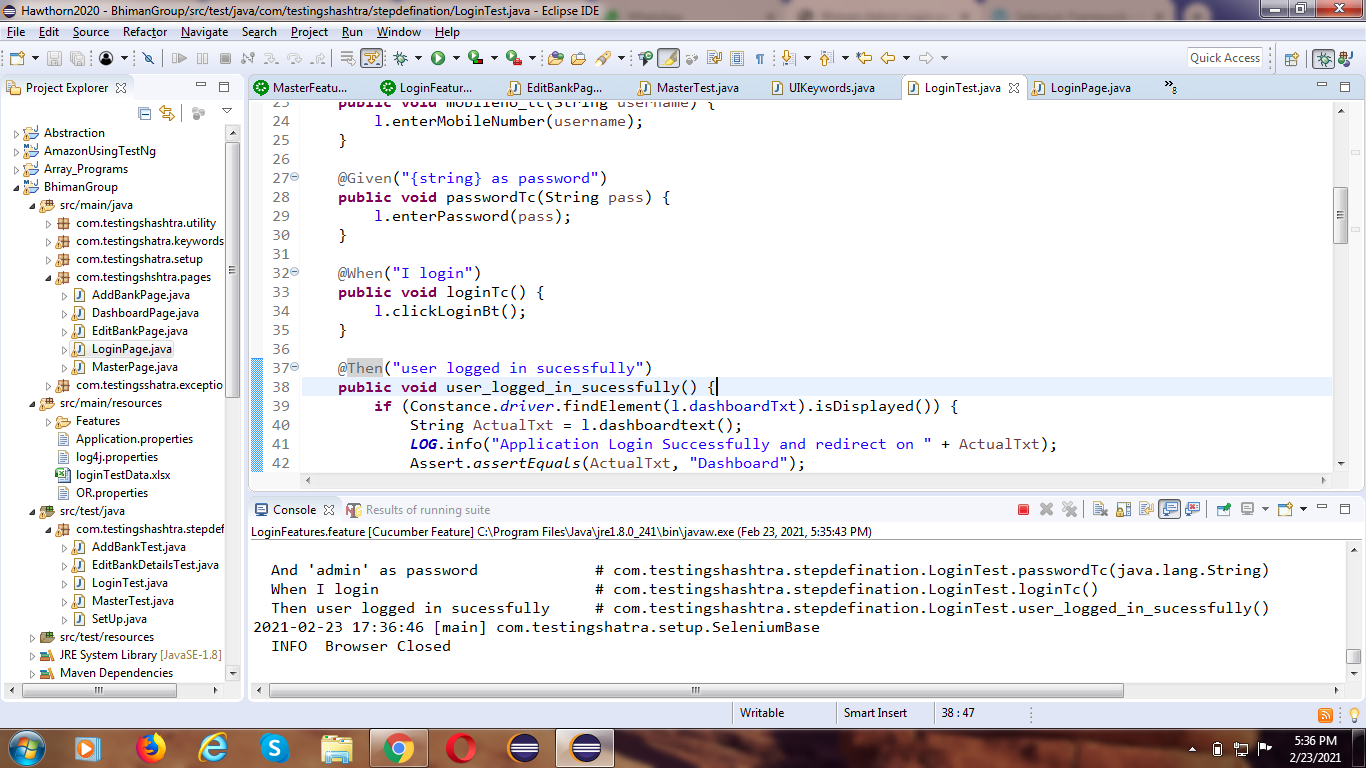 Hawthorn2020 - BhimanGroup/src/test/java/com/testingshashtra/stepdefination/LoginTest.java - Eclipse IDE
File Edit Source Refactor Navigate Search Project Run Window Help
Quick Access
Project Explorer
MasterFeatu... LoginFeatur... EditBankPag... MasterTest.java UIKeywords.java LoginTest.java LoginPage.java »8
Abstraction
AmazonUsingTestNg
Array_Programs
BhimanGroup
src/main/java
com.testingshashtra.utility
com.testingshatra.keywords
com.testingshatra.setup
com.testingshshtra.pages
AddBankPage.java
DashboardPage.java
EditBankPage.java
LoginPage.java
MasterPage.java
com.testingsshatra.exceptio
src/main/resources
Features
Application.properties
log4j.properties
loginTestData.xlsx
OR.properties
src/test/java
com.testingshashtra.stepdef
AddBankTest.java
EditBankDetailsTest.java
LoginTest.java
MasterTest.java
SetUp.java
src/test/resources
JRE System Library [JavaSE-1.8]
Maven Dependencies
23 public void mobileno_tc(String username) {
24 l.enterMobileNumber(username);
25 }
26
27 @Given("{string} as password")
28 public void passwordTc(String pass) {
29 l.enterPassword(pass);
30 }
31
32 @When("I login")
33 public void loginTc() {
34 l.clickLoginBt();
35 }
36
37 @Then("user logged in sucessfully")
38 public void user_logged_in_sucessfully() {
39 if (Constance.driver.findElement(l.dashboardTxt).isDisplayed()) {
40 String ActualTxt = l.dashboardtext();
41 LOG.info("Application Login Successfully and redirect on " + ActualTxt);
42 Assert.assertEquals(ActualTxt, "Dashboard");
Console Results of running suite
LoginFeatures.feature [Cucumber Feature] C:\Program Files\Java\jre1.8.0_241\bin\javaw.exe (Feb 23, 2021, 5:35:43 PM)
And 'admin' as password # com.testingshashtra.stepdefination.LoginTest.passwordTc(java.lang.String)
When I login # com.testingshashtra.stepdefination.LoginTest.loginTc()
Then user logged in sucessfully # com.testingshashtra.stepdefination.LoginTest.user_logged_in_sucessfully()
2021-02-23 17:36:46 [main] com.testingshatra.setup.SeleniumBase
INFO Browser Closed
Writable Smart Insert 38 : 47
5:36 PM
2/23/2021